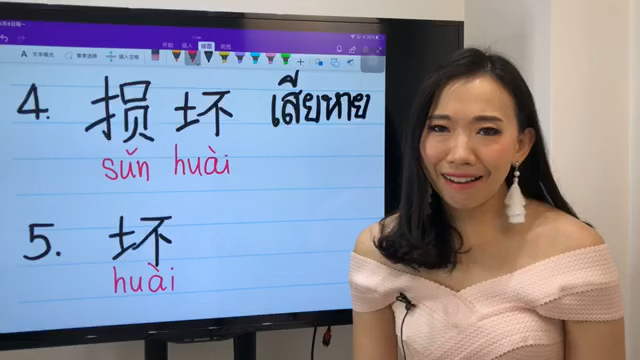 4. 损坏 เสียหาย
sǔn huài
5. 坏
huài